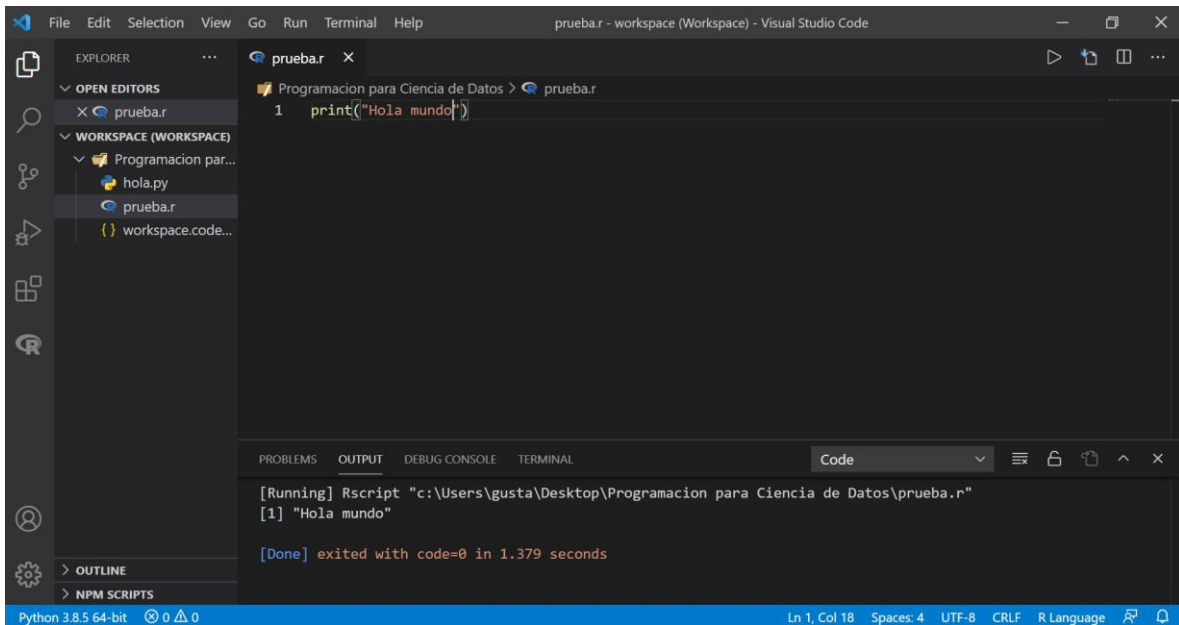 File Edit Selection View Go Run Terminal Help prueba.r - workspace (Workspace) - Visual Studio Code
EXPLORER
OPEN EDITORS
prueba.r
WORKSPACE (WORKSPACE)
Programacion par...
hola.py
prueba.r
{} workspace.code...
OUTLINE
NPM SCRIPTS
prueba.r
Programacion para Ciencia de Datos > prueba.r
1 print("Hola mundo")
PROBLEMS OUTPUT DEBUG CONSOLE TERMINAL Code
[Running] Rscript "c:\Users\gusta\Desktop\Programacion para Ciencia de Datos\prueba.r"
[1] "Hola mundo"
[Done] exited with code=0 in 1.379 seconds
Python 3.8.5 64-bit 0 0 Ln 1, Col 18 Spaces: 4 UTF-8 CRLF R Language